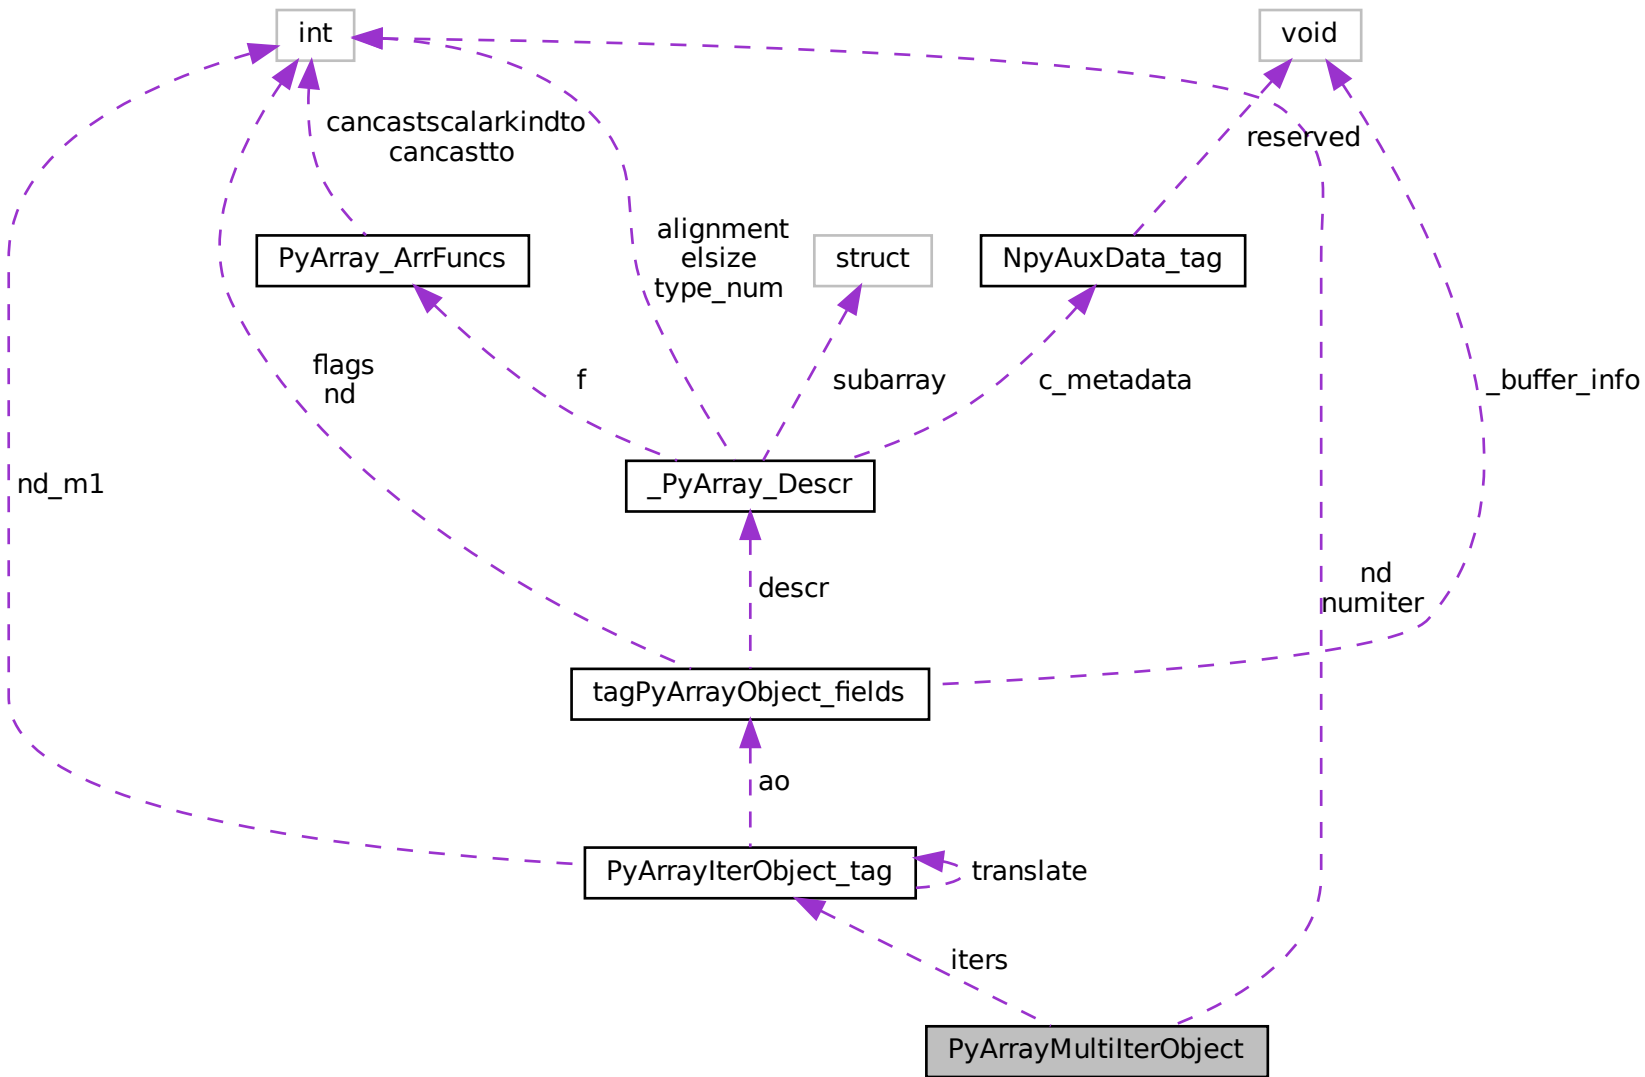 int
void
cancastscalarkindto
cancastto
reserved
PyArray_ArrFuncs
alignment
elsize
type_num
struct
NpyAuxData_tag
flags
nd
f
subarray
c_metadata
_buffer_info
nd_m1
_PyArray_Descr
descr
nd
numiter
tagPyArrayObject_fields
ao
PyArrayIterObject_tag
translate
iters
PyArrayMultiIterObject